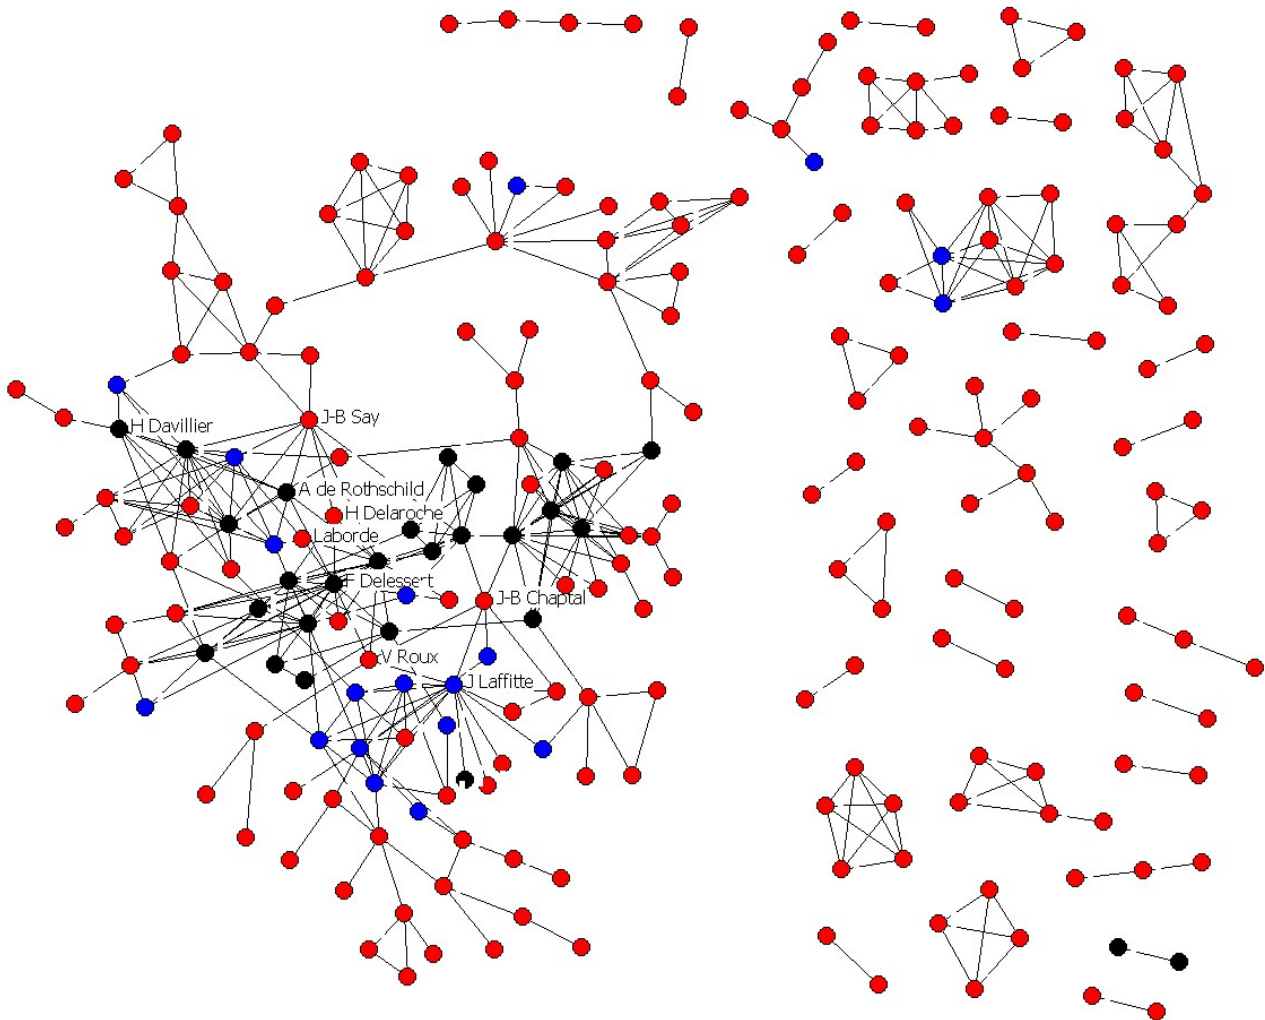 J-B Say
H Davillier
A de Rothschild
H Delaroche
Laborde
F Delessert
J-B Chaptal
V Roux
J Laffitte